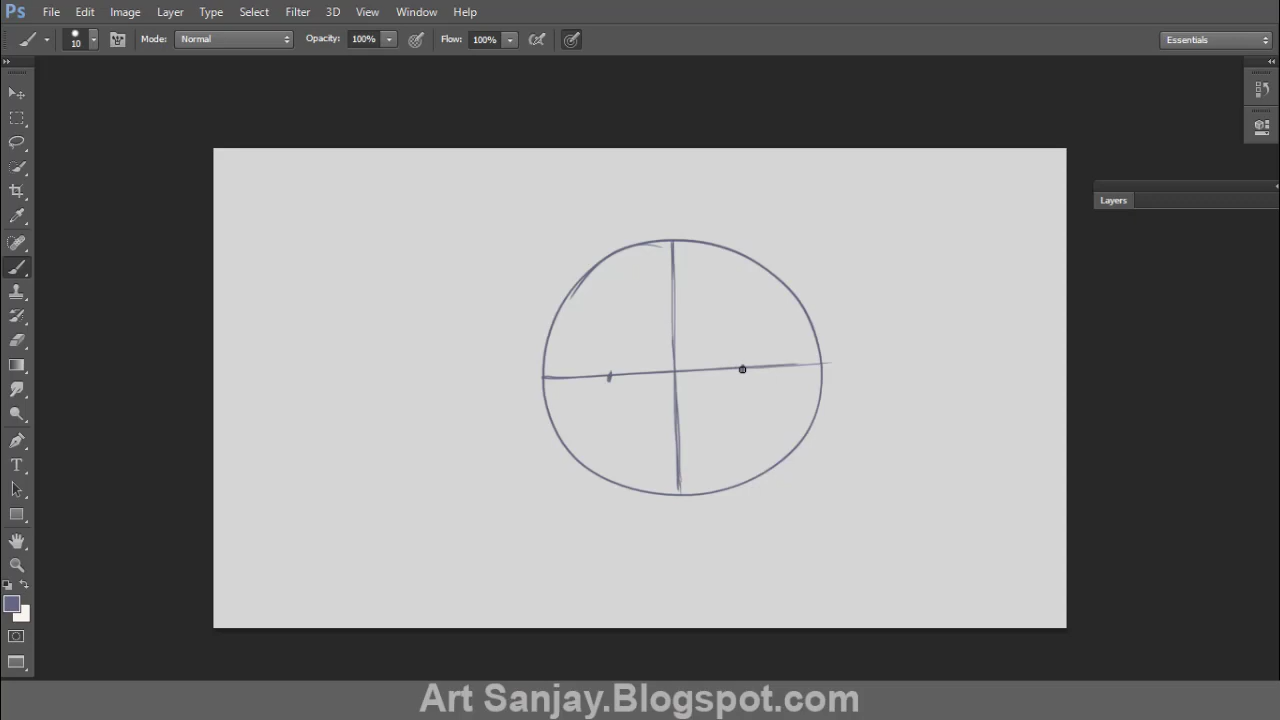 Ps File Edit Image Layer Type Select Filter 3D View Window Help
10 Mode: Normal Opacity: 100% Flow: 100% Essentials
Layers
Art Sanjay.Blogspot.com